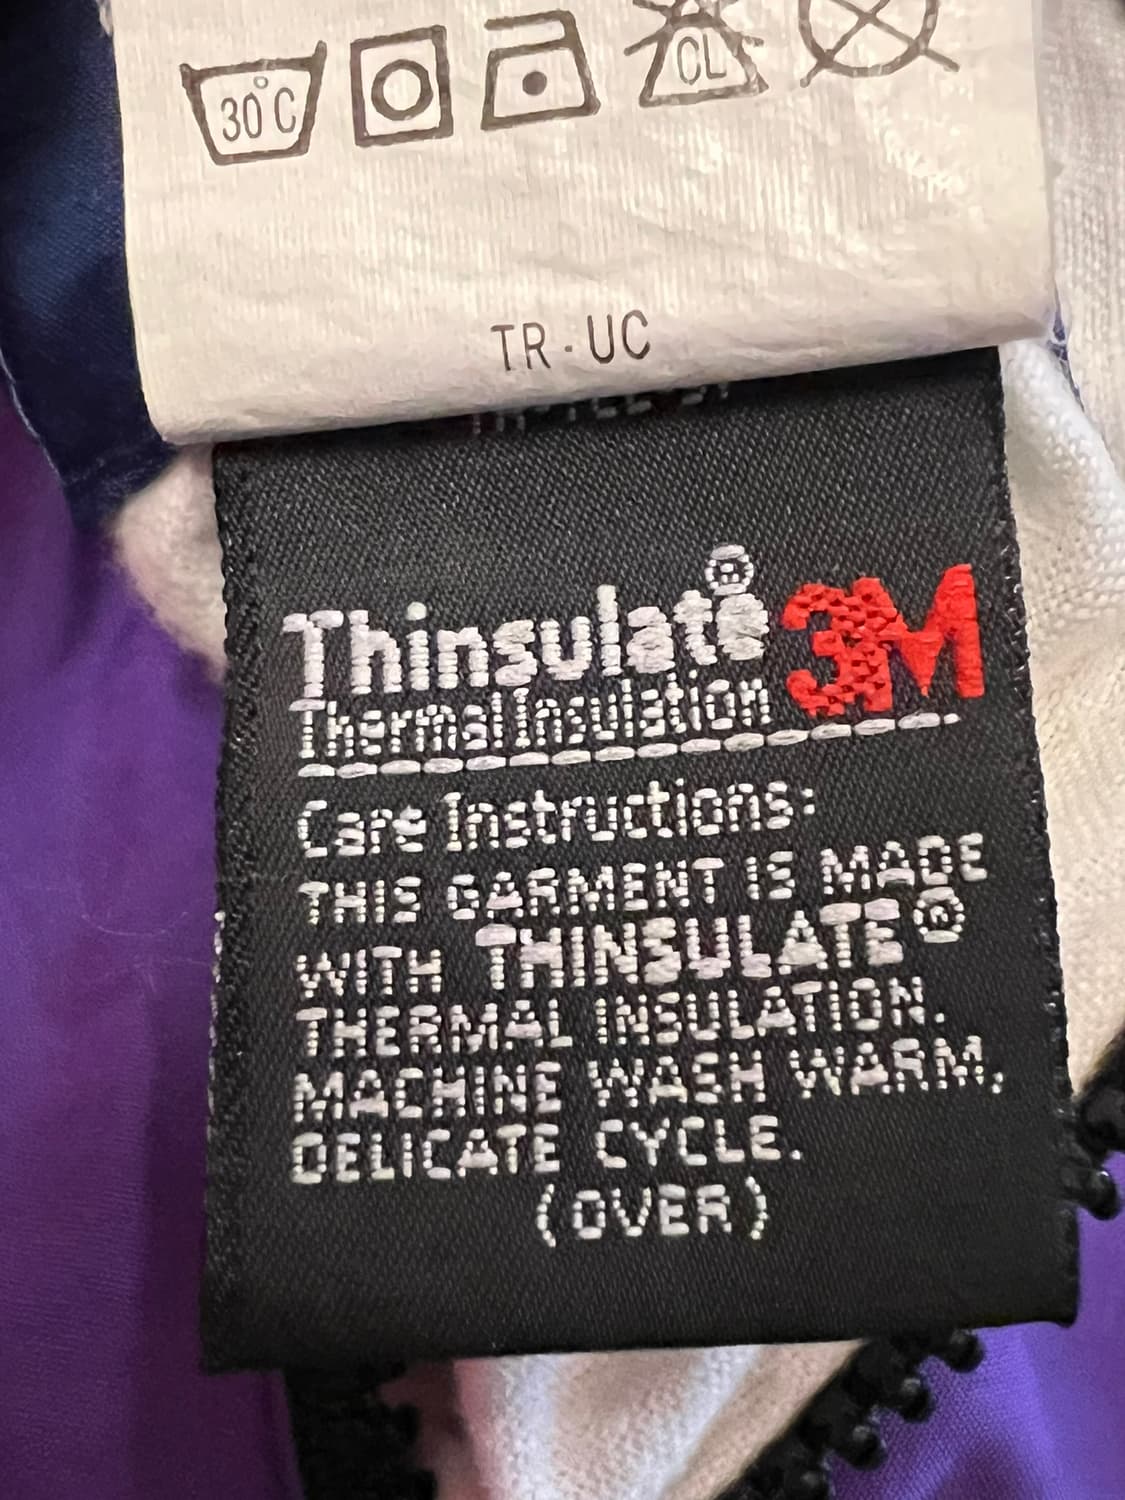 30°C CL
TR·UC
Thinsulate® 3M
Thermal Insulation
Care Instructions:
THIS GARMENT IS MADE
WITH THINSULATE®
THERMAL INSULATION.
MACHINE WASH WARM,
DELICATE CYCLE.
(OVER)